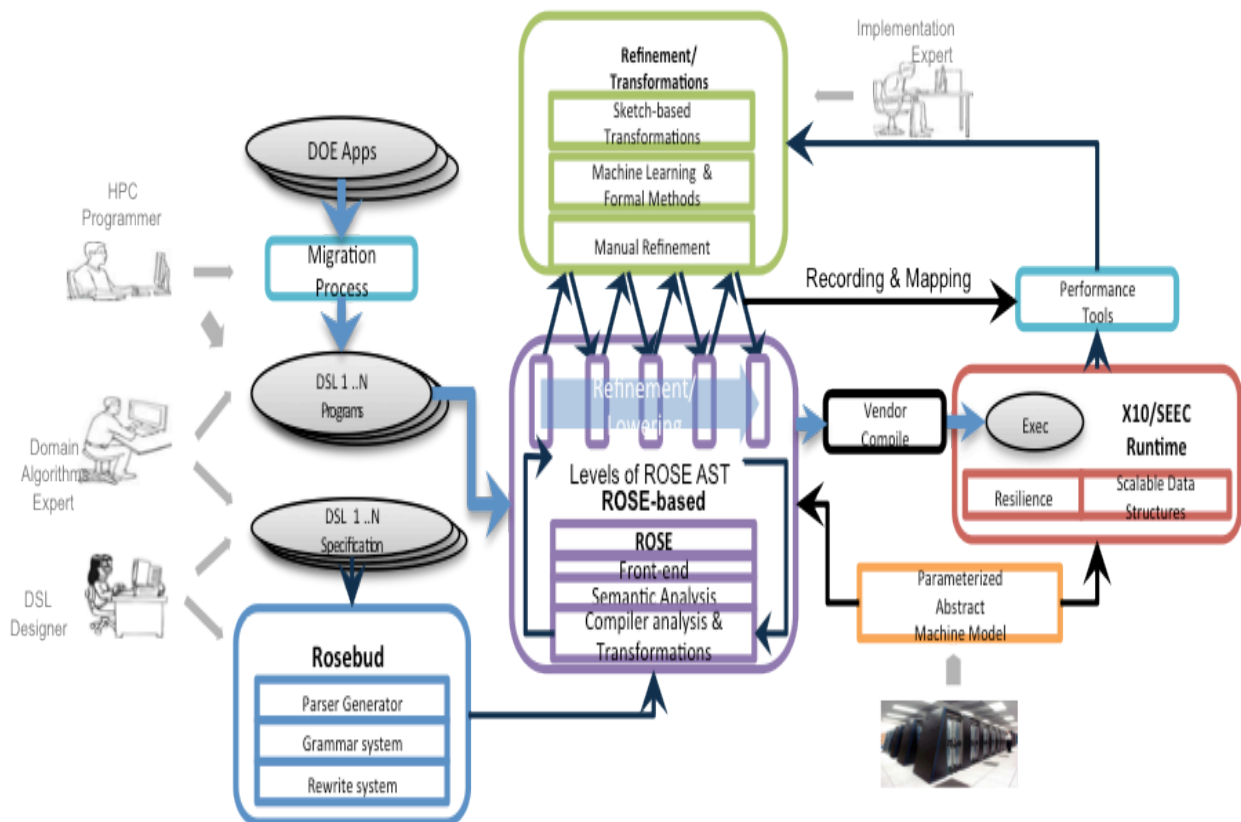 Implementation
Expert
Refinement/
Transformations
Sketch-based
Transformations
Machine Learning &
Formal Methods
Manual Refinement
DOE Apps
HPC
Programmer
Migration
Process
Recording & Mapping
Performance
Tools
DSL 1 ..N
Programs
Refinement/
Lowering
Vendor
Compile
Exec
X10/SEEC
Runtime
Resilience
Scalable Data
Structures
Domain
Algorithms
Expert
Levels of ROSE AST
ROSE-based
DSL 1 ..N
Specification
ROSE
Front-end
Semantic Analysis
Compiler analysis &
Transformations
Parameterized
Abstract
Machine Model
DSL
Designer
Rosebud
Parser Generator
Grammar system
Rewrite system